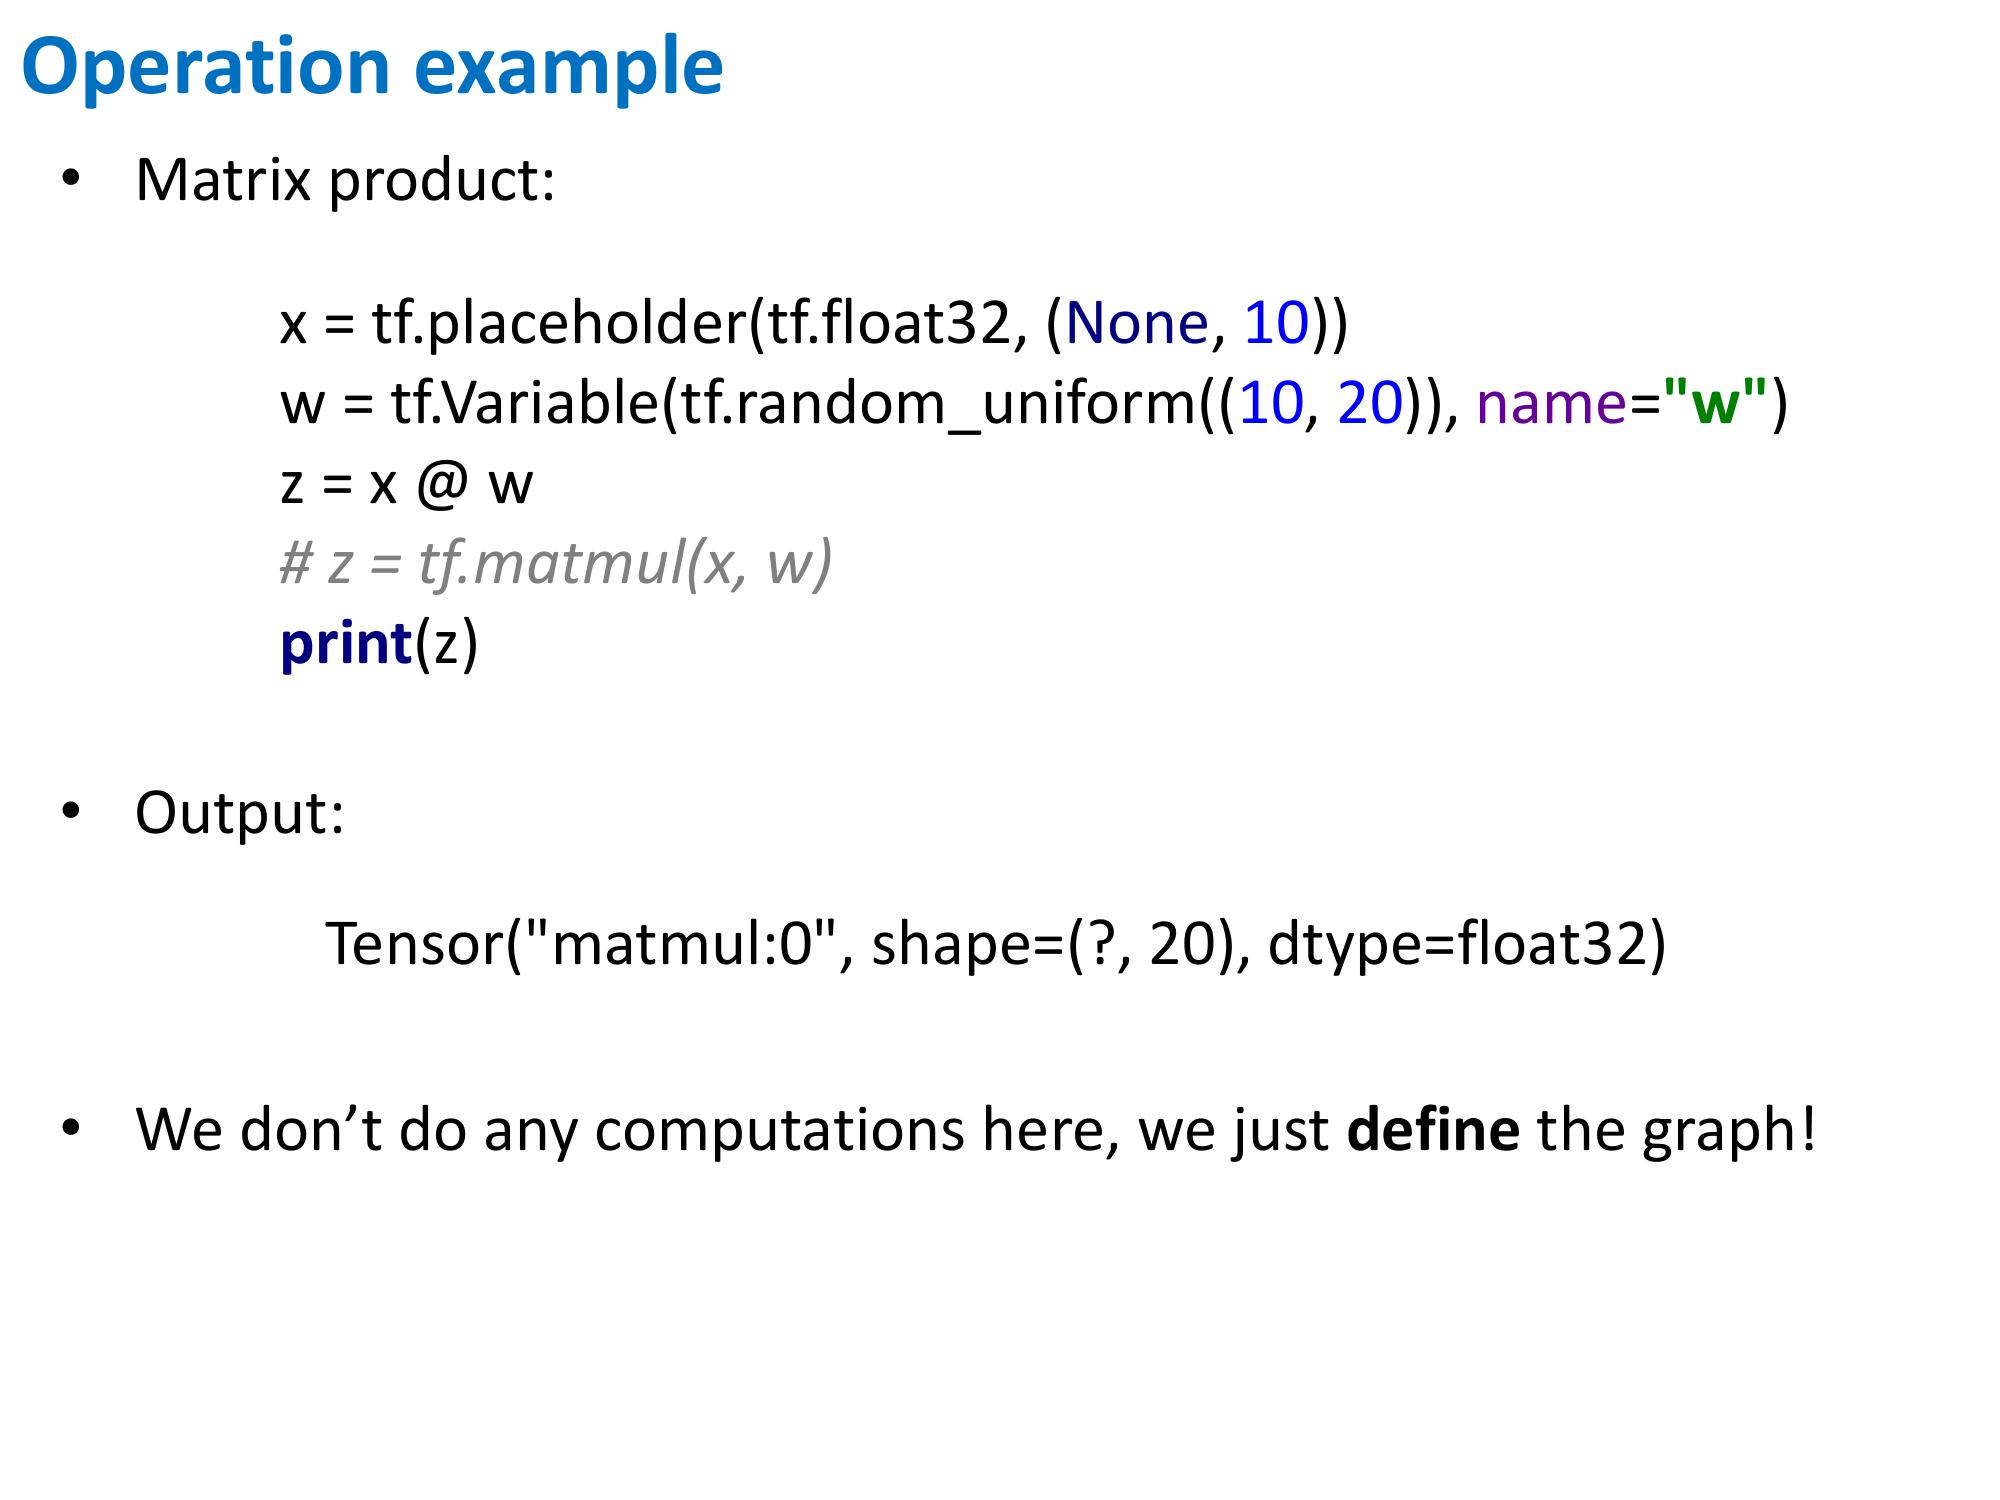 Operation example
• Matrix product:
x = tf.placeholder(tf.float32, (None, 10))
w = tf.Variable(tf.random_uniform((10, 20)), name="w")
z = x @ w
# z = tf.matmul(x, w)
print(z)
• Output:
Tensor("matmul:0", shape=(?, 20), dtype=float32)
• We don’t do any computations here, we just define the graph!